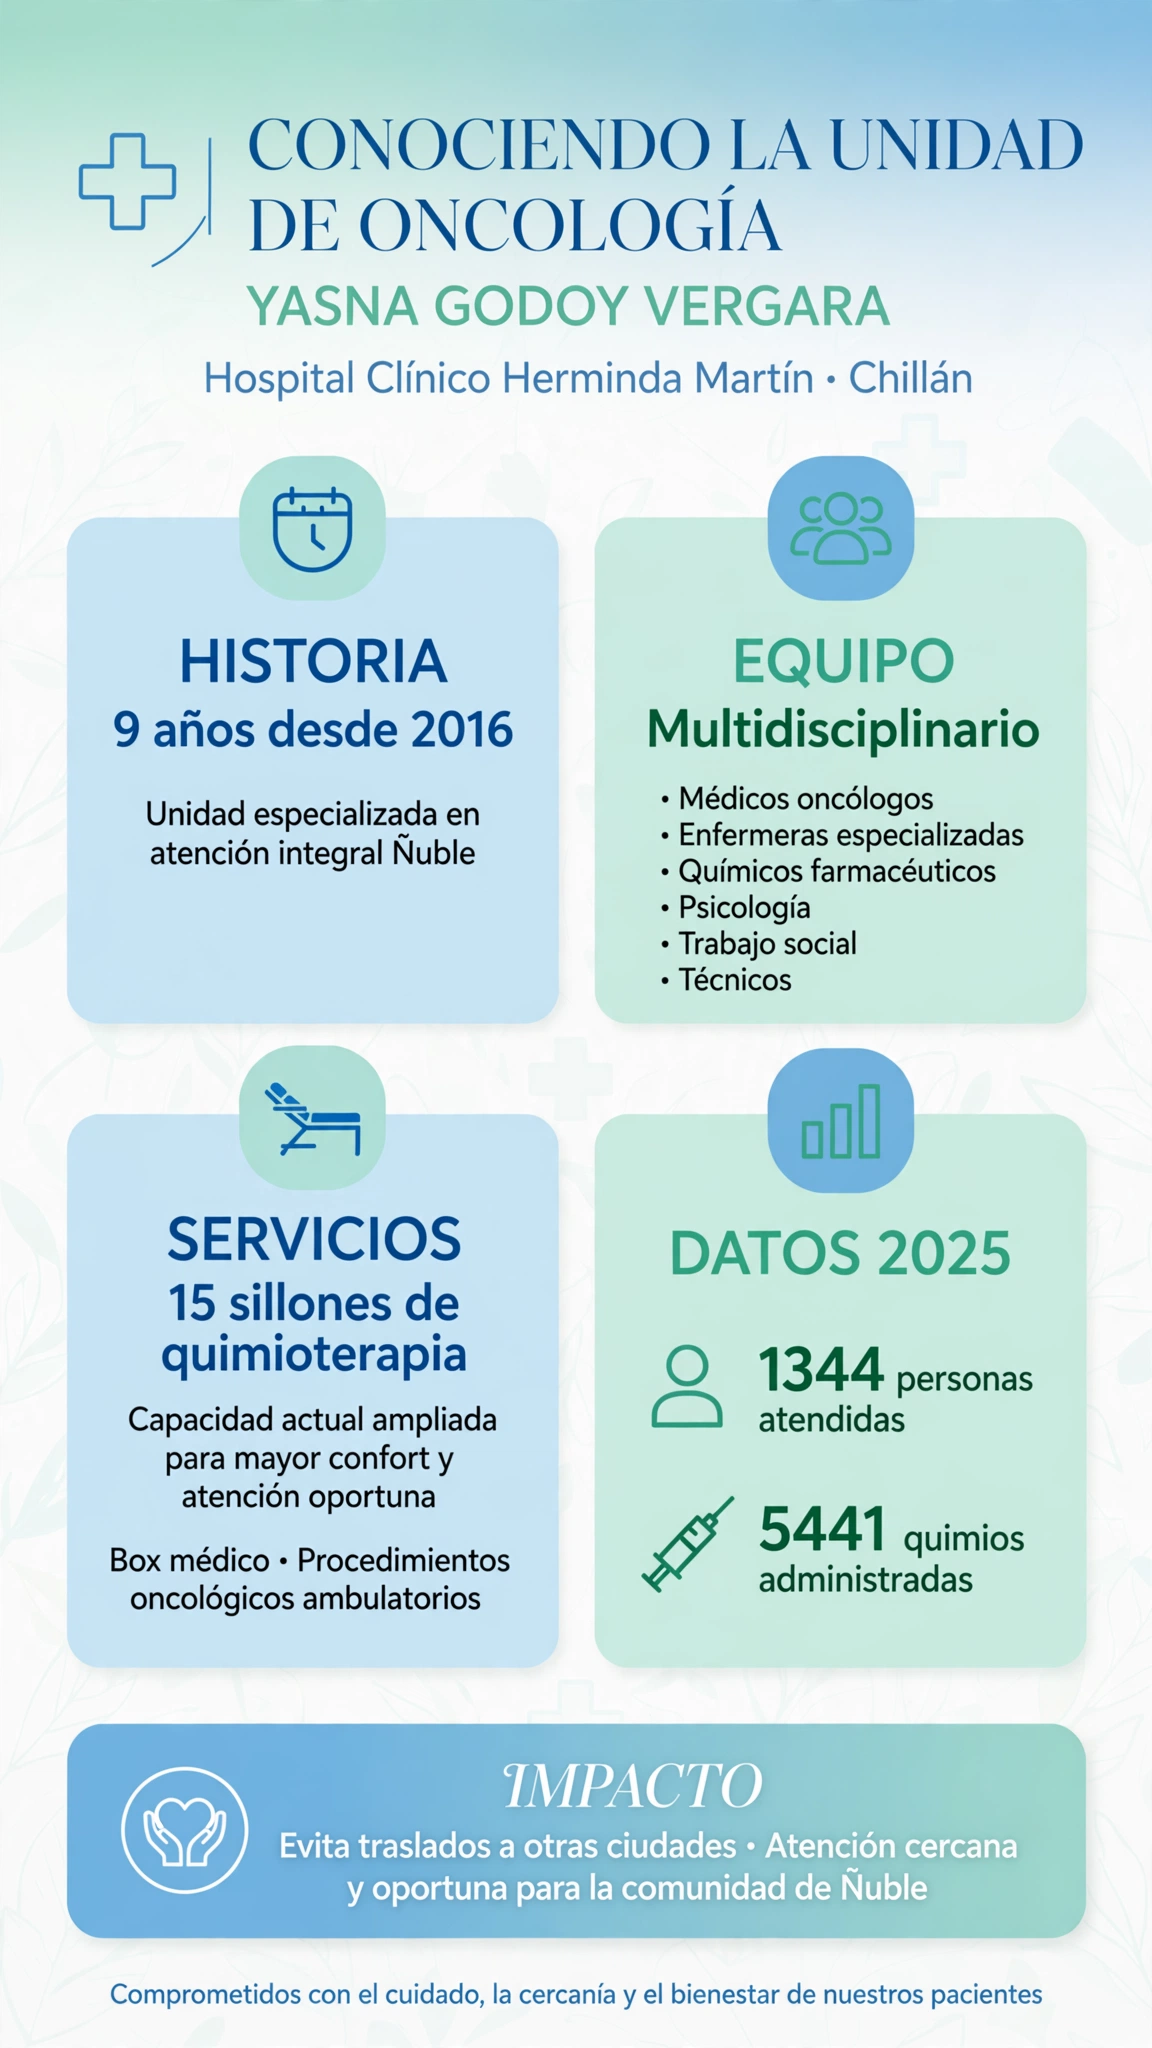 CONOCIENDO LA UNIDAD
DE ONCOLOGÍA
YASNA GODOY VERGARA
Hospital Clínico Herminda Martín • Chillán
HISTORIA
9 años desde 2016
Unidad especializada en
atención integral Ñuble
EQUIPO
Multidisciplinario
• Médicos oncólogos
• Enfermeras especializadas
• Químicos farmacéuticos
• Psicología
• Trabajo social
• Técnicos
SERVICIOS
15 sillones de
quimioterapia
Capacidad actual ampliada
para mayor confort y
atención oportuna
Box médico • Procedimientos
oncológicos ambulatorios
DATOS 2025
1344 personas
atendidas
5441 quimios
administradas
IMPACTO
Evita traslados a otras ciudades • Atención cercana
y oportuna para la comunidad de Ñuble
Comprometidos con el cuidado, la cercanía y el bienestar de nuestros pacientes